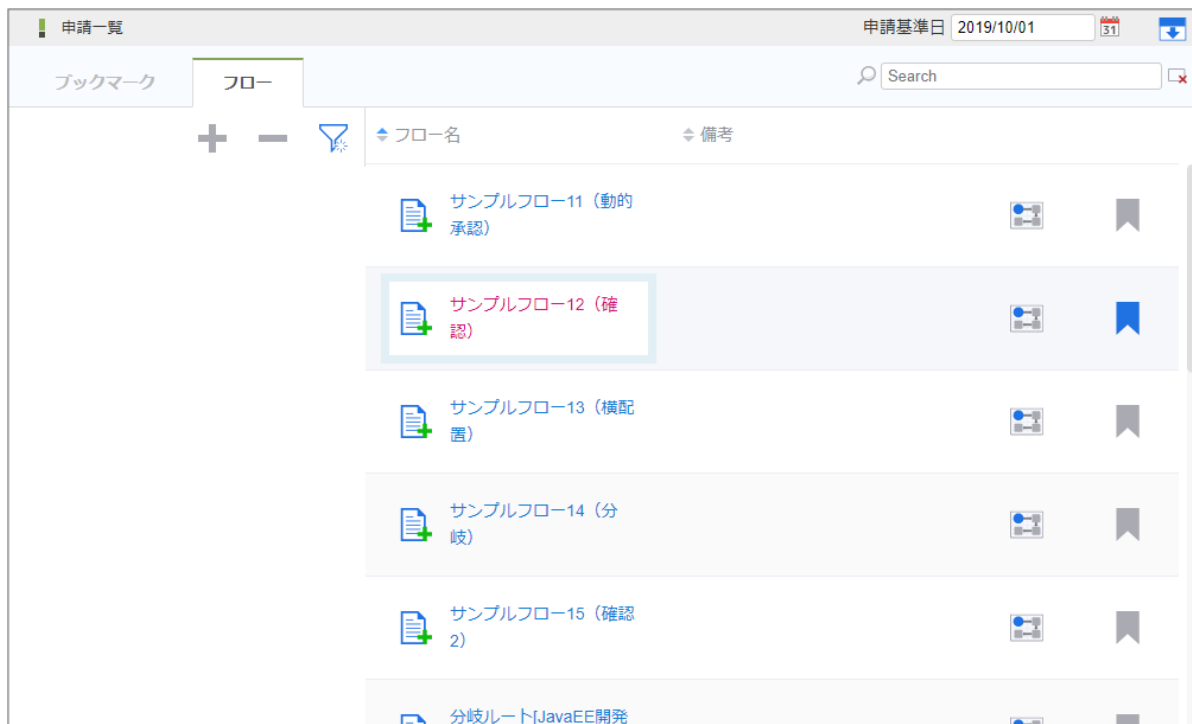 申請一覧
申請基準日 2019/10/01 31
ブックマーク フロー Search
フロー名 備考
サンプルフロー11（動的
承認）
サンプルフロー12（確
認）
サンプルフロー13（横配
置）
サンプルフロー14（分
岐）
サンプルフロー15（確認
2）
分岐ルート[JavaEE開発